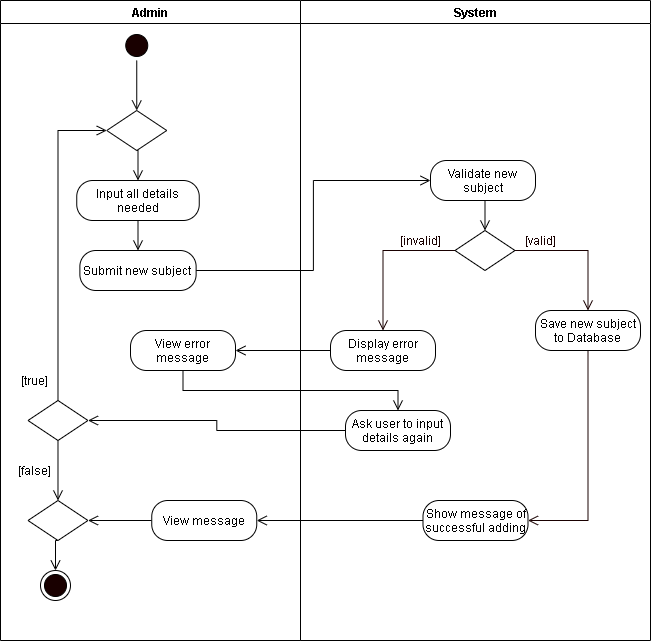 Admin
System
Input all details
needed
Submit new subject
Validate new
subject
[invalid]
[valid]
Save new subject
to Database
Display error
message
View error
message
[true]
Ask user to input
details again
[false]
View message
Show message of
successful adding